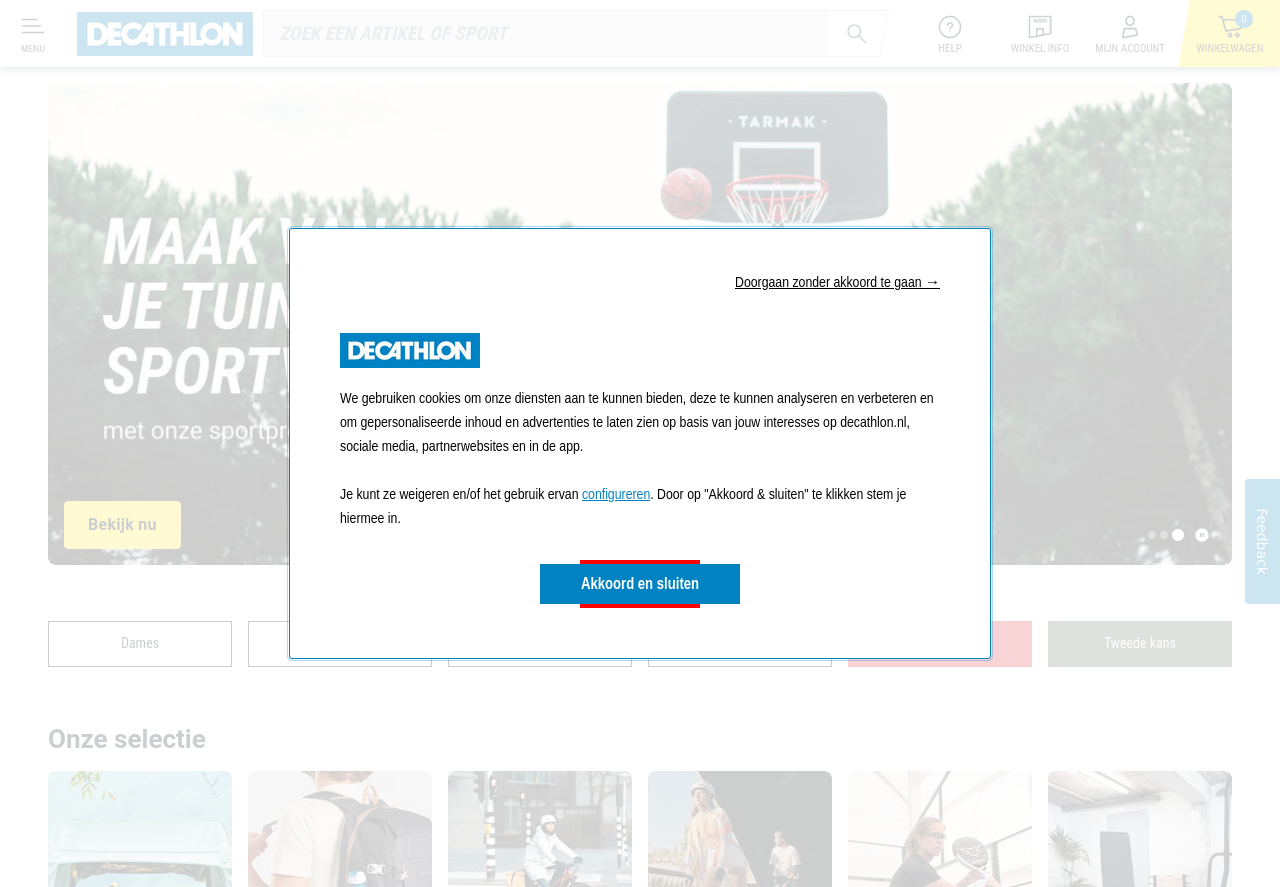 MENU
DECATHLON
ZOEK EEN ARTIKEL OF SPORT
HELP
WINKEL INFO
MIJN ACCOUNT
0
WINKELWAGEN
TARMAK
MAAK VAN
JE TUIN
SPORT
met onze sportpr
Bekijk nu
Doorgaan zonder akkoord te gaan →
DECATHLON
We gebruiken cookies om onze diensten aan te kunnen bieden, deze te kunnen analyseren en verbeteren en
om gepersonaliseerde inhoud en advertenties te laten zien op basis van jouw interesses op decathlon.nl,
sociale media, partnerwebsites en in de app.
Je kunt ze weigeren en/of het gebruik ervan configureren. Door op "Akkoord & sluiten" te klikken stem je
hiermee in.
Akkoord en sluiten
Feedback
Dames
Tweede kans
Onze selectie